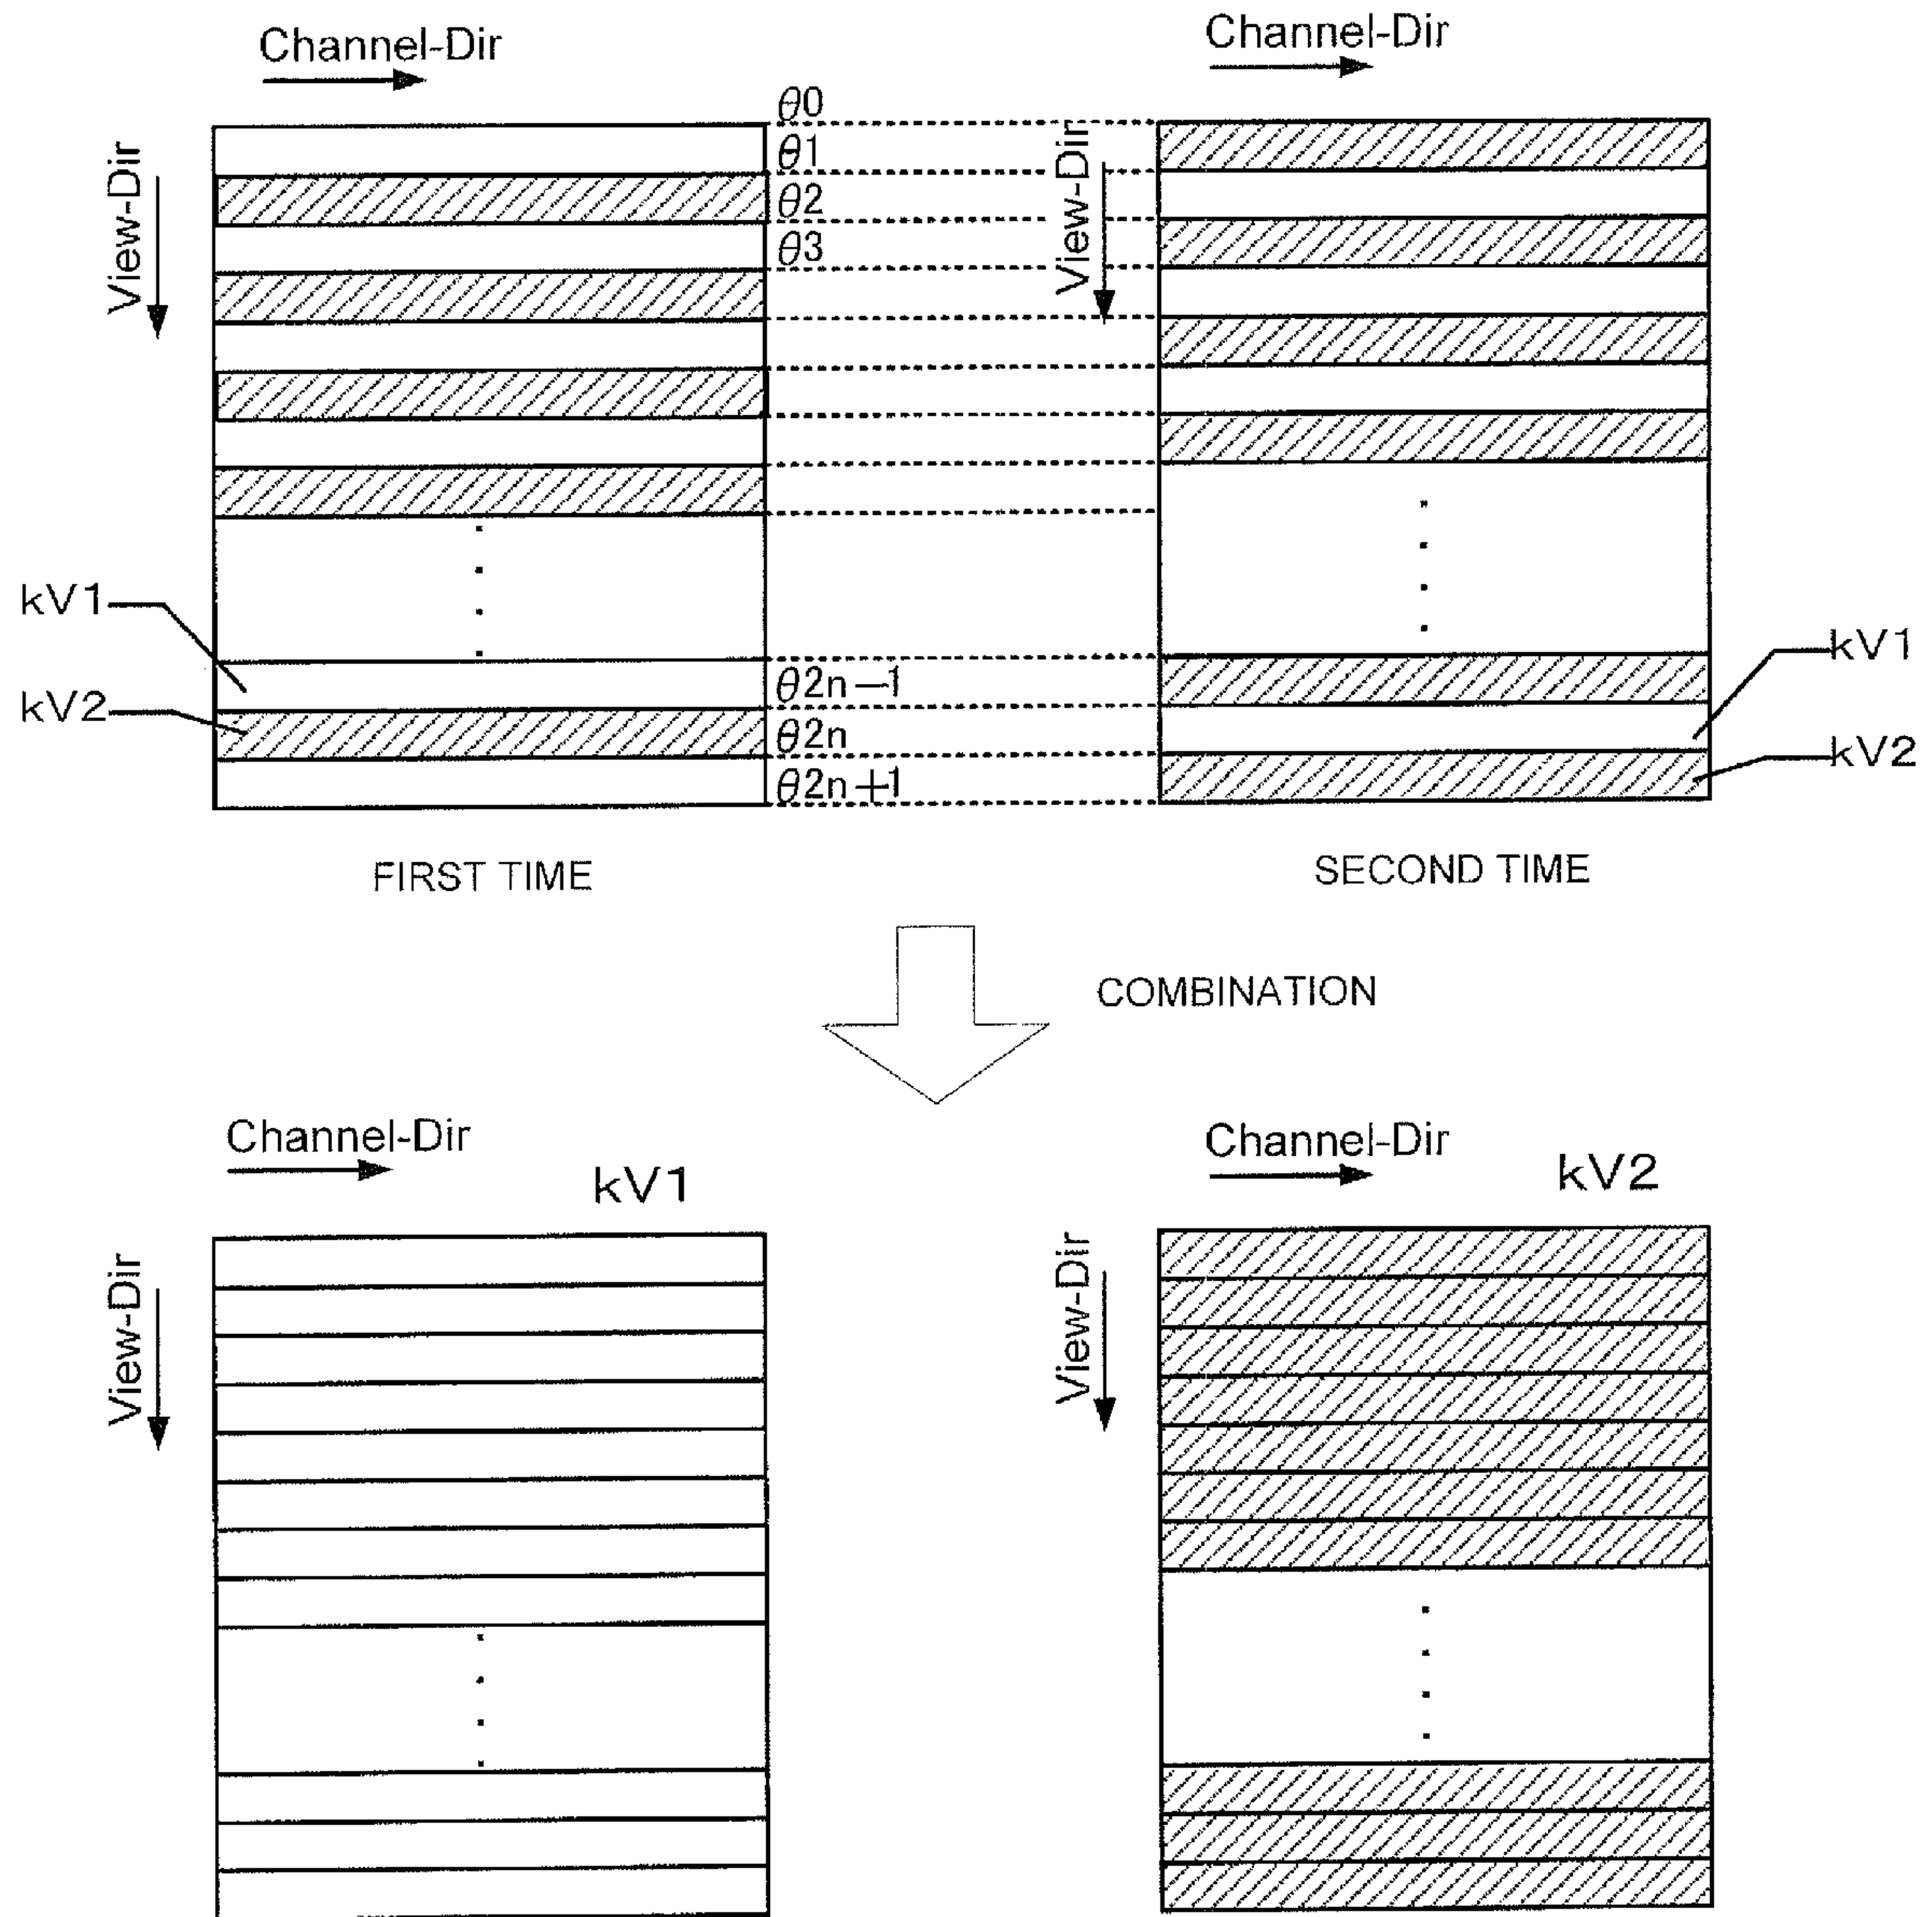 Channel-Dir
Channel-Dir
View-Dir
θ0
θ1
θ2
θ3
View-Dir
kV1
kV2
θ2n−1
θ2n
θ2n+1
kV1
kV2
FIRST TIME
SECOND TIME
COMBINATION
Channel-Dir
kV1
Channel-Dir
kV2
View-Dir
View-Dir